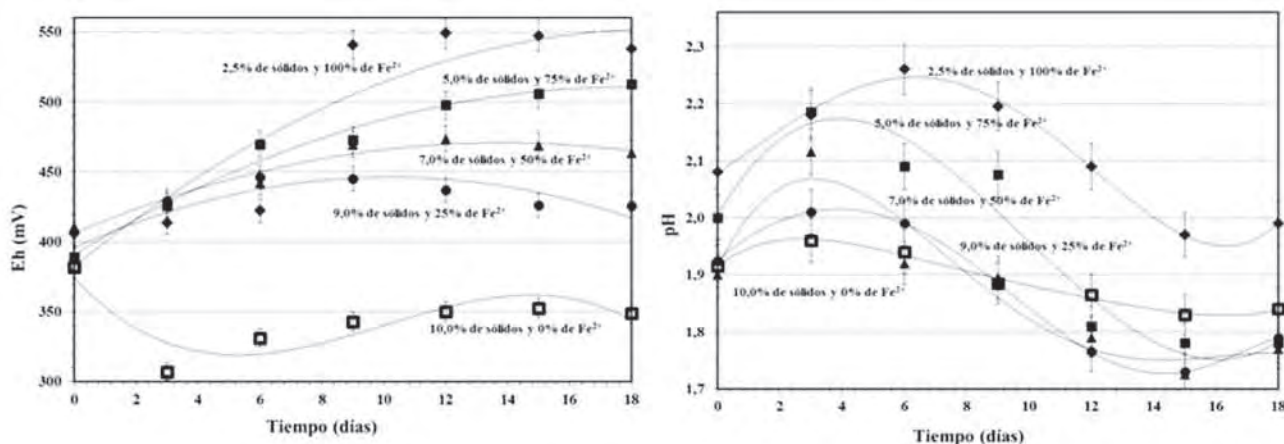 Eh (mV)
550
500
450
400
350
300
2,5% de sólidos y 100% de Fe²⁺
5,0% de sólidos y 75% de Fe²⁺
7,0% de sólidos y 50% de Fe²⁺
9,0% de sólidos y 25% de Fe²⁺
10,0% de sólidos y 0% de Fe²⁺
0 2 4 6 8 10 12 14 16 18
Tiempo (días)
pH
2,3
2,2
2,1
2,0
1,9
1,8
1,7
2,5% de sólidos y 100% de Fe²⁺
5,0% de sólidos y 75% de Fe²⁺
7,0% de sólidos y 50% de Fe²⁺
9,0% de sólidos y 25% de Fe²⁺
10,0% de sólidos y 0% de Fe²⁺
0 2 4 6 8 10 12 14 16 18
Tiempo (días)